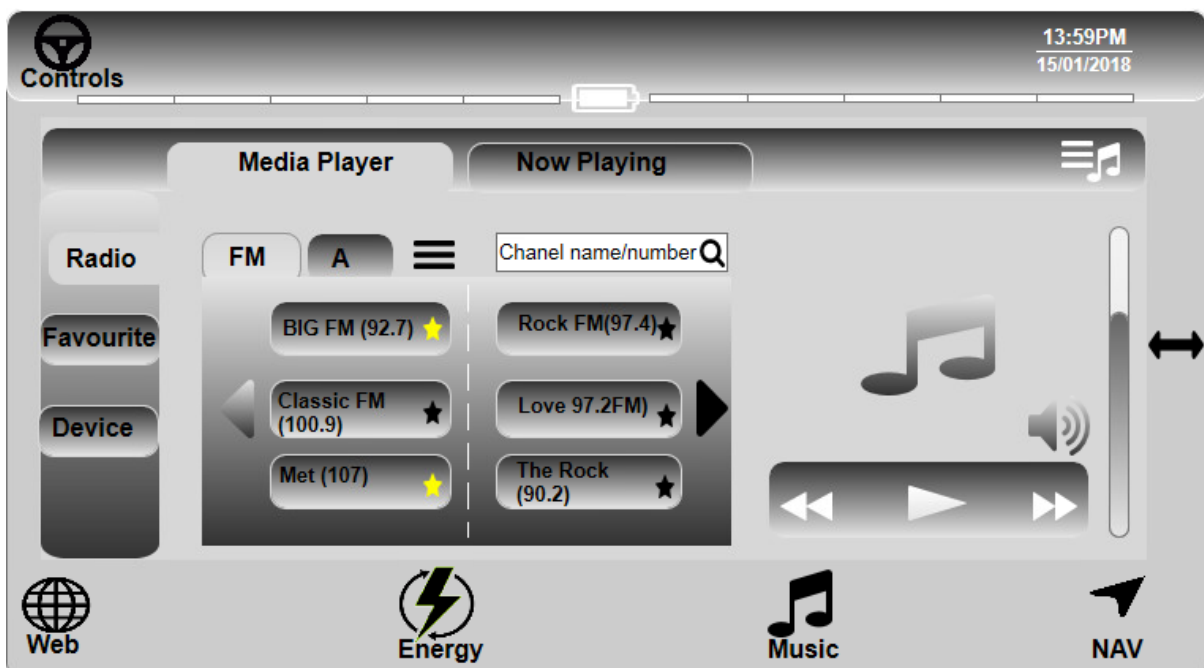 13:59PM
Controls
15/01/2018
Media Player
Now Playing
Radio
Favourite
Device
FM
A
Chanel name/number
BIG FM (92.7)
Rock FM(97.4)
Classic FM
(100.9)
Love 97.2FM)
Met (107)
The Rock
(90.2)
Web
Energy
Music
NAV